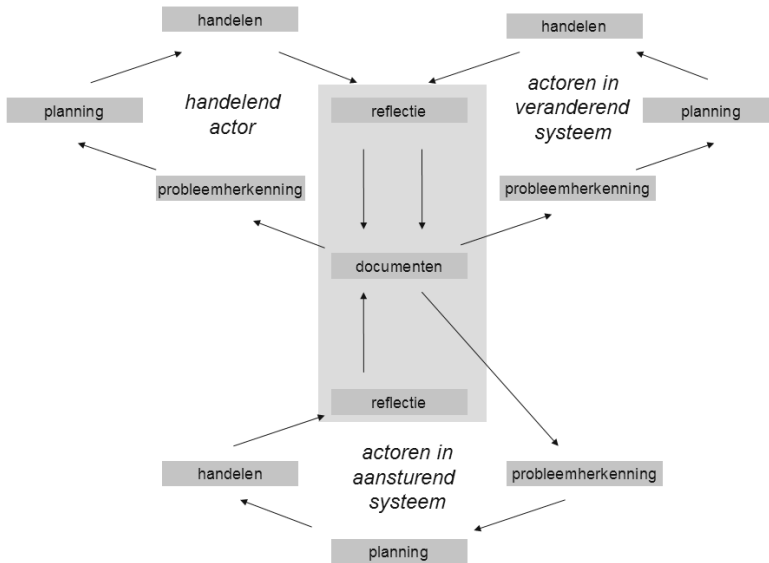 handelen
handelen
handelend
actor
actoren in
veranderend
systeem
planning
reflectie
planning
probleemherkenning
probleemherkenning
documenten
reflectie
actoren in
aansturend
systeem
handelen
probleemherkenning
planning